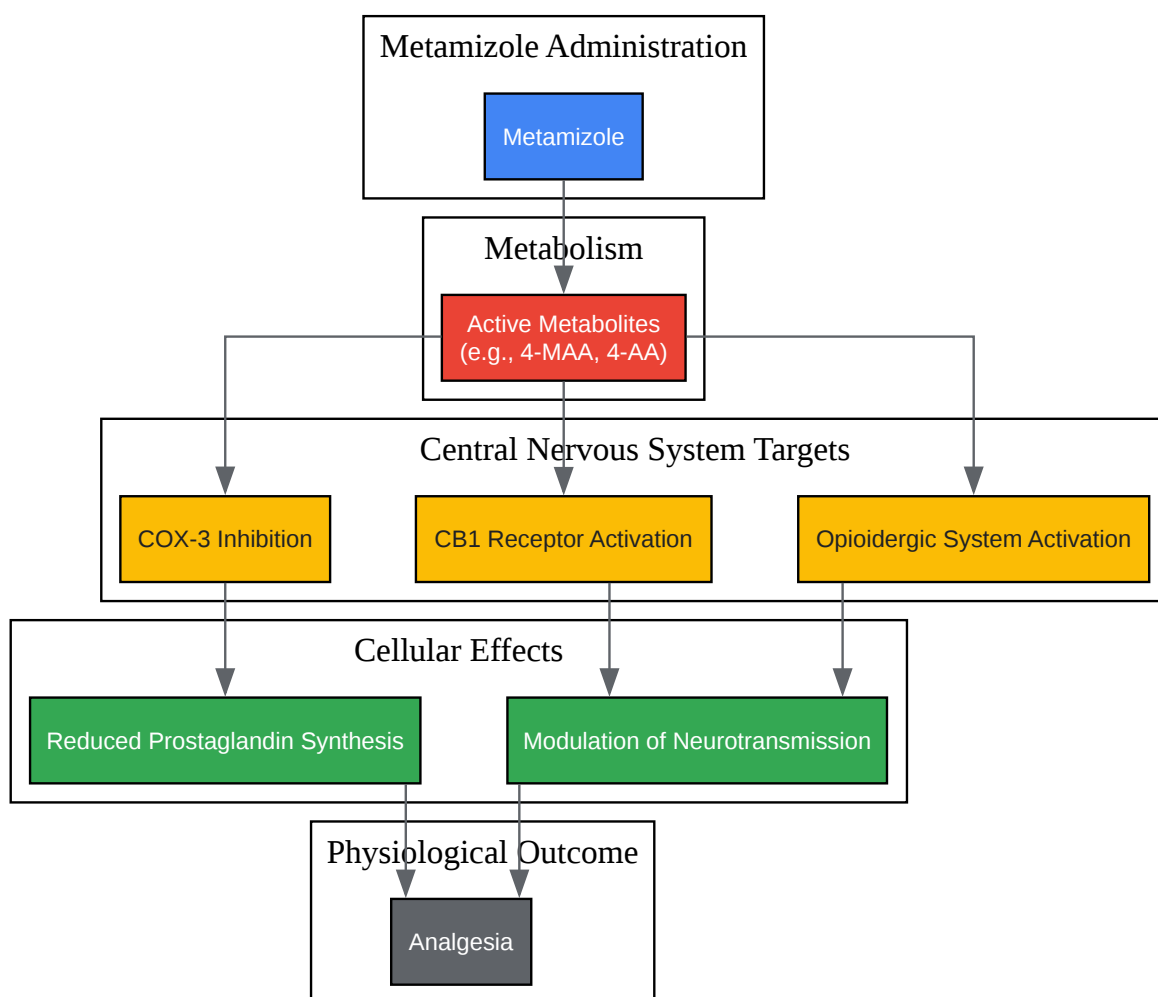 Metamizole Administration
Metamizole
Metabolism
Active Metabolites
(e.g., 4-MAA, 4-AA)
Central Nervous System Targets
COX-3 Inhibition
CB1 Receptor Activation
Opioidergic System Activation
Cellular Effects
Reduced Prostaglandin Synthesis
Modulation of Neurotransmission
Physiological Outcome
Analgesia